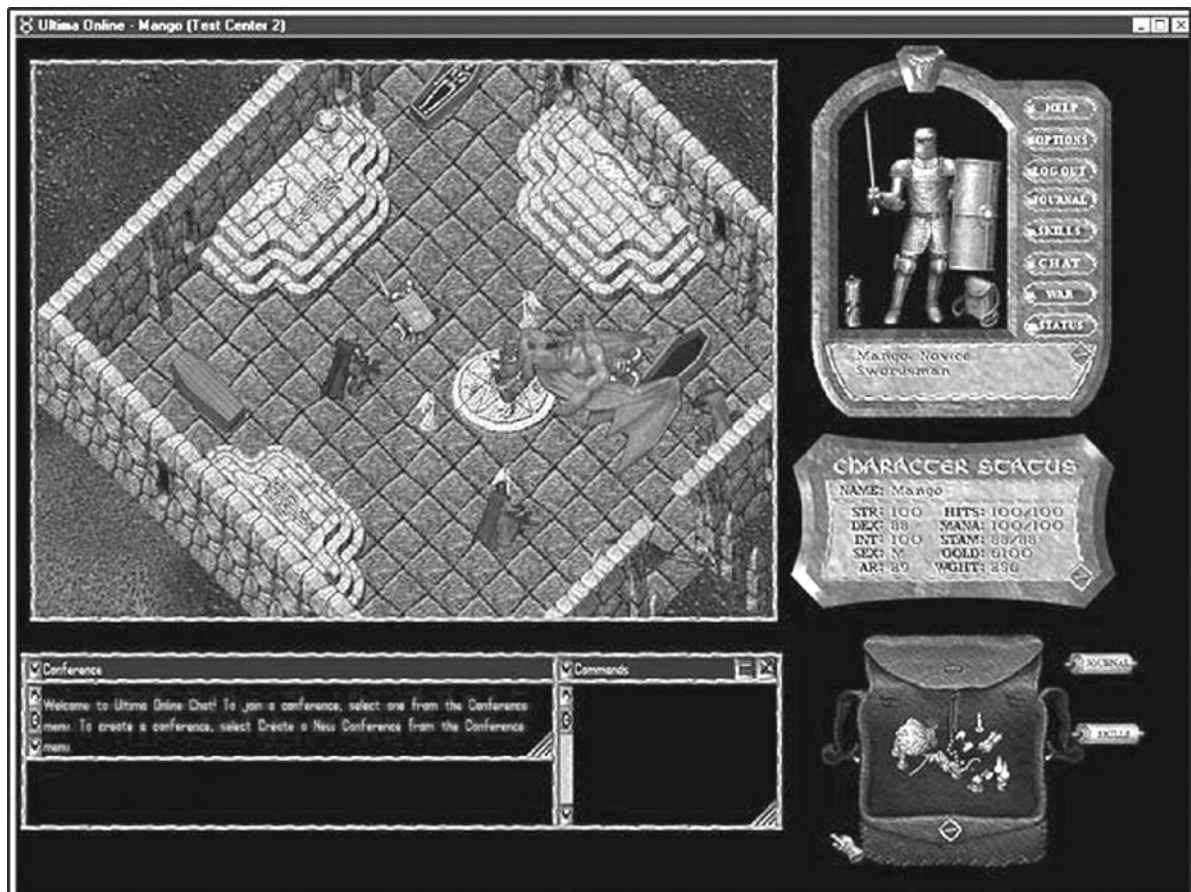 Ultima Online - Mango (Test Center 2)
HELP
OPTIONS
LOG OUT
JOURNAL
SKILLS
CHAT
WAR
STATUS
Mango, Novice
Swordsman
CHARACTER STATUS
NAME: Mango
STR: 100 HITS: 100/100
DEX: 88 MANA: 100/100
INT: 100 STAM: 88/88
SEX: M GOLD: 6100
AR: 29 WGHT: 256
Conference
Commands
Welcome to Ultima Online Chat! To join a conference, select one from the Conference
menu. To create a conference, select Create a New Conference from the Conference
menu.
JOURNAL
SKILLS